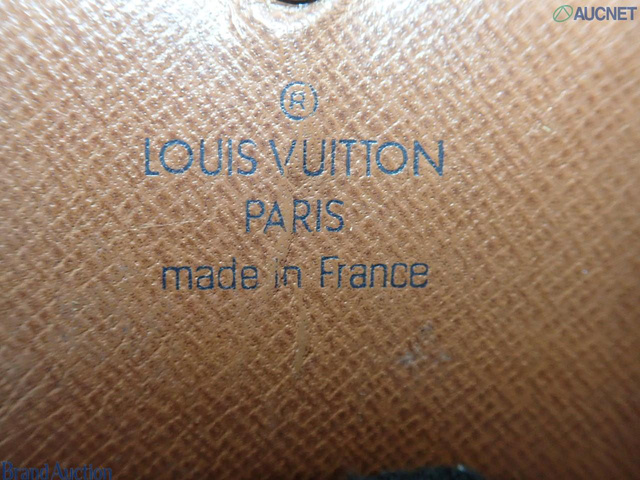 AUCNET
®
LOUIS VUITTON
PARIS
made in France
Brand Auction